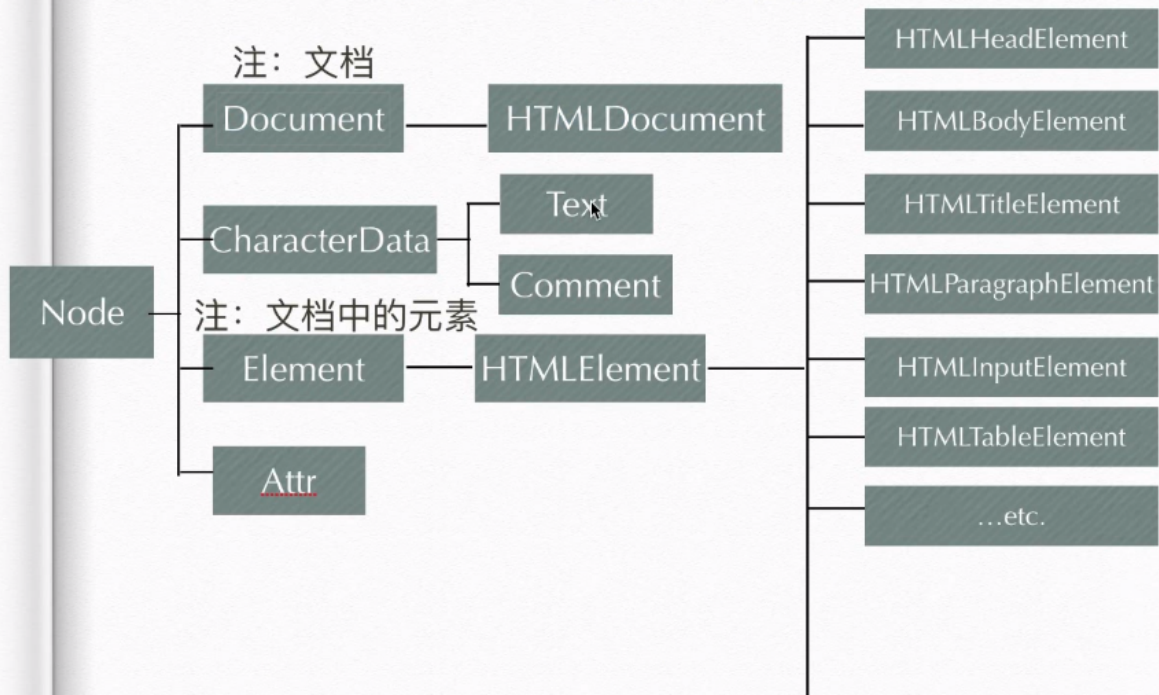 注：文档
Document
HTMLDocument
CharacterData
Text
Comment
Node
注：文档中的元素
Element
HTMLElement
Attr
HTMLHeadElement
HTMLBodyElement
HTMLTitleElement
HTMLParagraphElement
HTMLInputElement
HTMLTableElement
...etc.